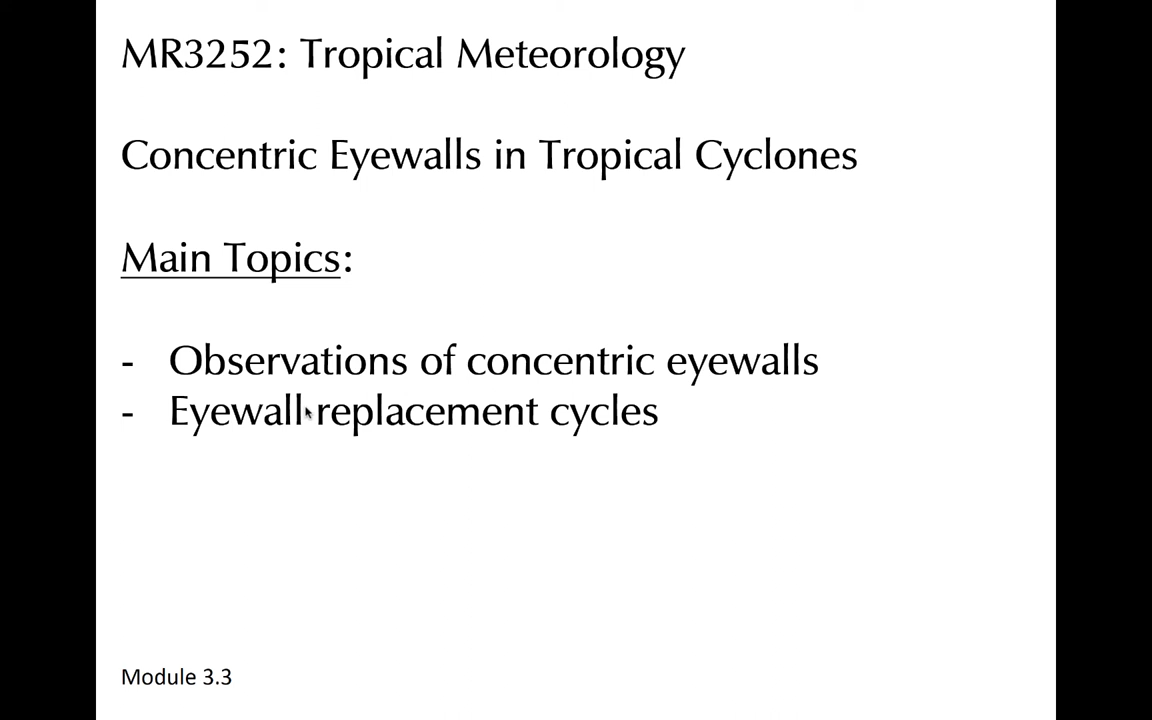 MR3252: Tropical Meteorology
Concentric Eyewalls in Tropical Cyclones
Main Topics:
- Observations of concentric eyewalls
- Eyewall replacement cycles
Module 3.3